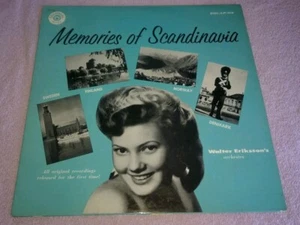 Memories of Scandinavia
SWEDEN
FINLAND
NORWAY
DENMARK
Walter Eriksson's
orchestra
All original recordings
released for the first time!